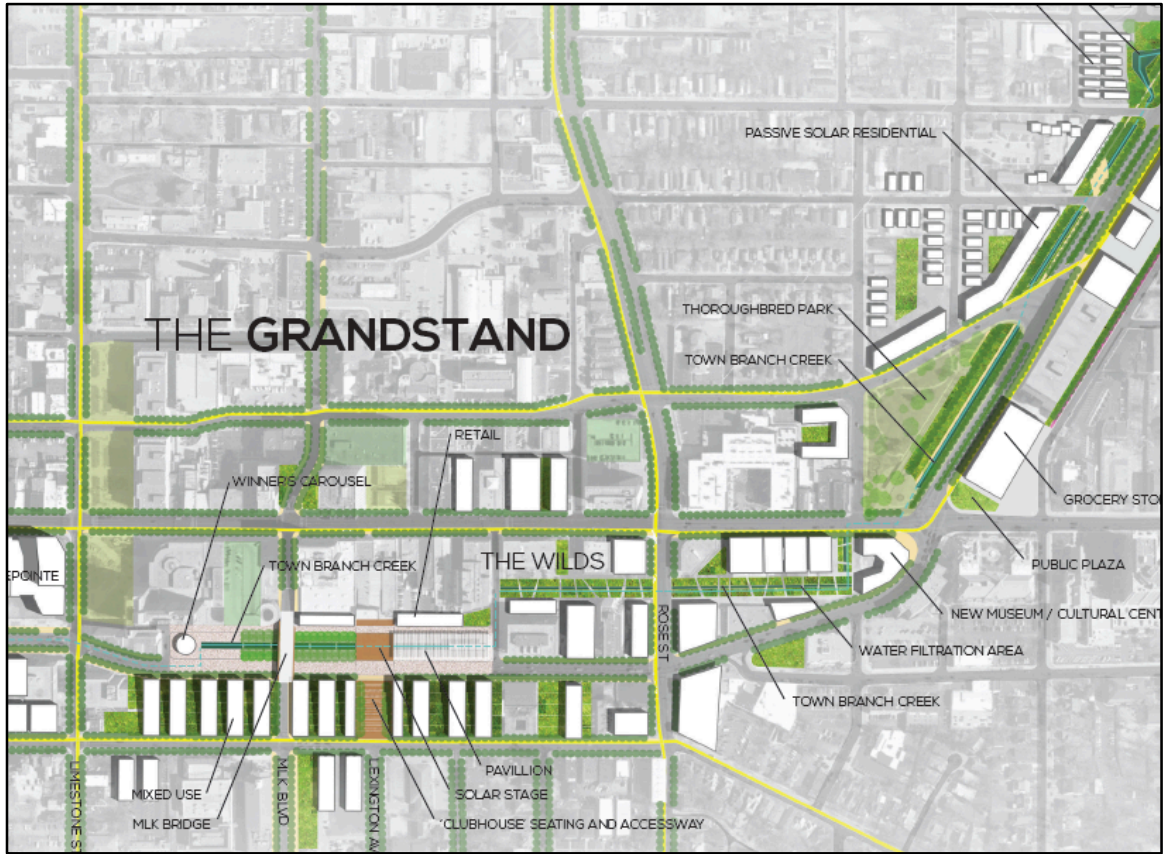 PASSIVE SOLAR RESIDENTIAL
THOROUGHBRED PARK
THE GRANDSTAND
TOWN BRANCH CREEK
RETAIL
WINNER'S CAROUSEL
GROCERY STO
THE WILDS
TOWN BRANCH CREEK
PUBLIC PLAZA
EPOINTE
NEW MUSEUM / CULTURAL CENT
ROSE ST
WATER FILTRATION AREA
TOWN BRANCH CREEK
PAVILLION
MIXED USE
SOLAR STAGE
MLK BRIDGE
'CLUBHOUSE' SEATING AND ACCESSWAY
LIMESTONE ST
MLK BLVD
LEXINGTON AV